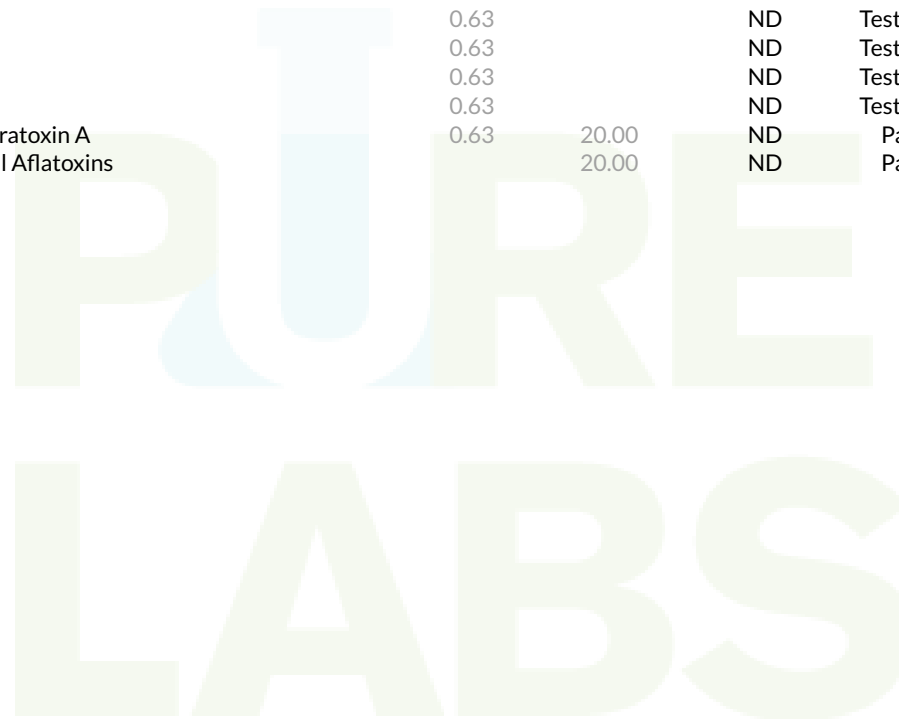 0.63 ND Test
0.63 ND Test
0.63 ND Test
0.63 ND Test
ratoxin A 0.63 20.00 ND Pa
l Aflatoxins 20.00 ND Pa
PURE
LABS